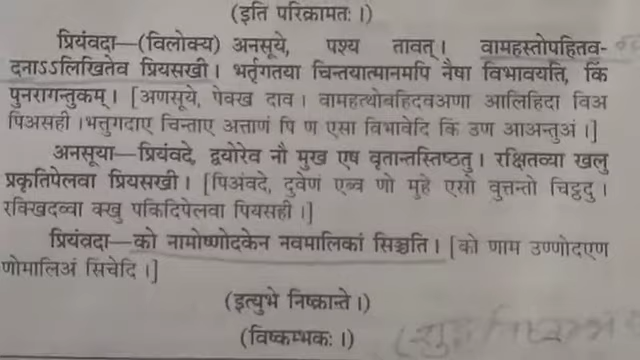 (इति परिक्रामतः।)
प्रियंवदा—(विलोक्य) अनसूये, पश्य तावत्। वामहस्तोपहितव-
दनाऽऽलिखितेव प्रियसखी। भर्तृगतया चिन्तयात्मानमपि नैषा विभावयति, किं
पुनरागन्तुकम्। [अणसूये, पेक्ख दाव। वामहत्थोबहिदवअणा आलिहिदा विअ
पिअसही।भत्तुगदाए चिन्ताए अत्ताणं पि ण एसा विभावेदि किं उण आअन्तुअं।]
अनसूया—प्रियंवदे, द्वयोरेव नौ मुख एष वृतान्तस्तिष्ठतु। रक्षितव्या खलु
प्रकृतिपेलवा प्रियसखी। [पिअंवदे, दुवेणं एव्व णो मुहे एसो वुत्तन्तो चिट्ठदु।
रक्खिदव्वा क्खु पकिदिपेलवा पियसही।]
प्रियंवदा—को नामोष्णोदकेन नवमालिकां सिञ्चति। [को णाम उण्णोदएण
णोमालिअं सिचेदि।]
(इत्युभे निष्क्रान्ते।)
(विष्कम्भकः।)